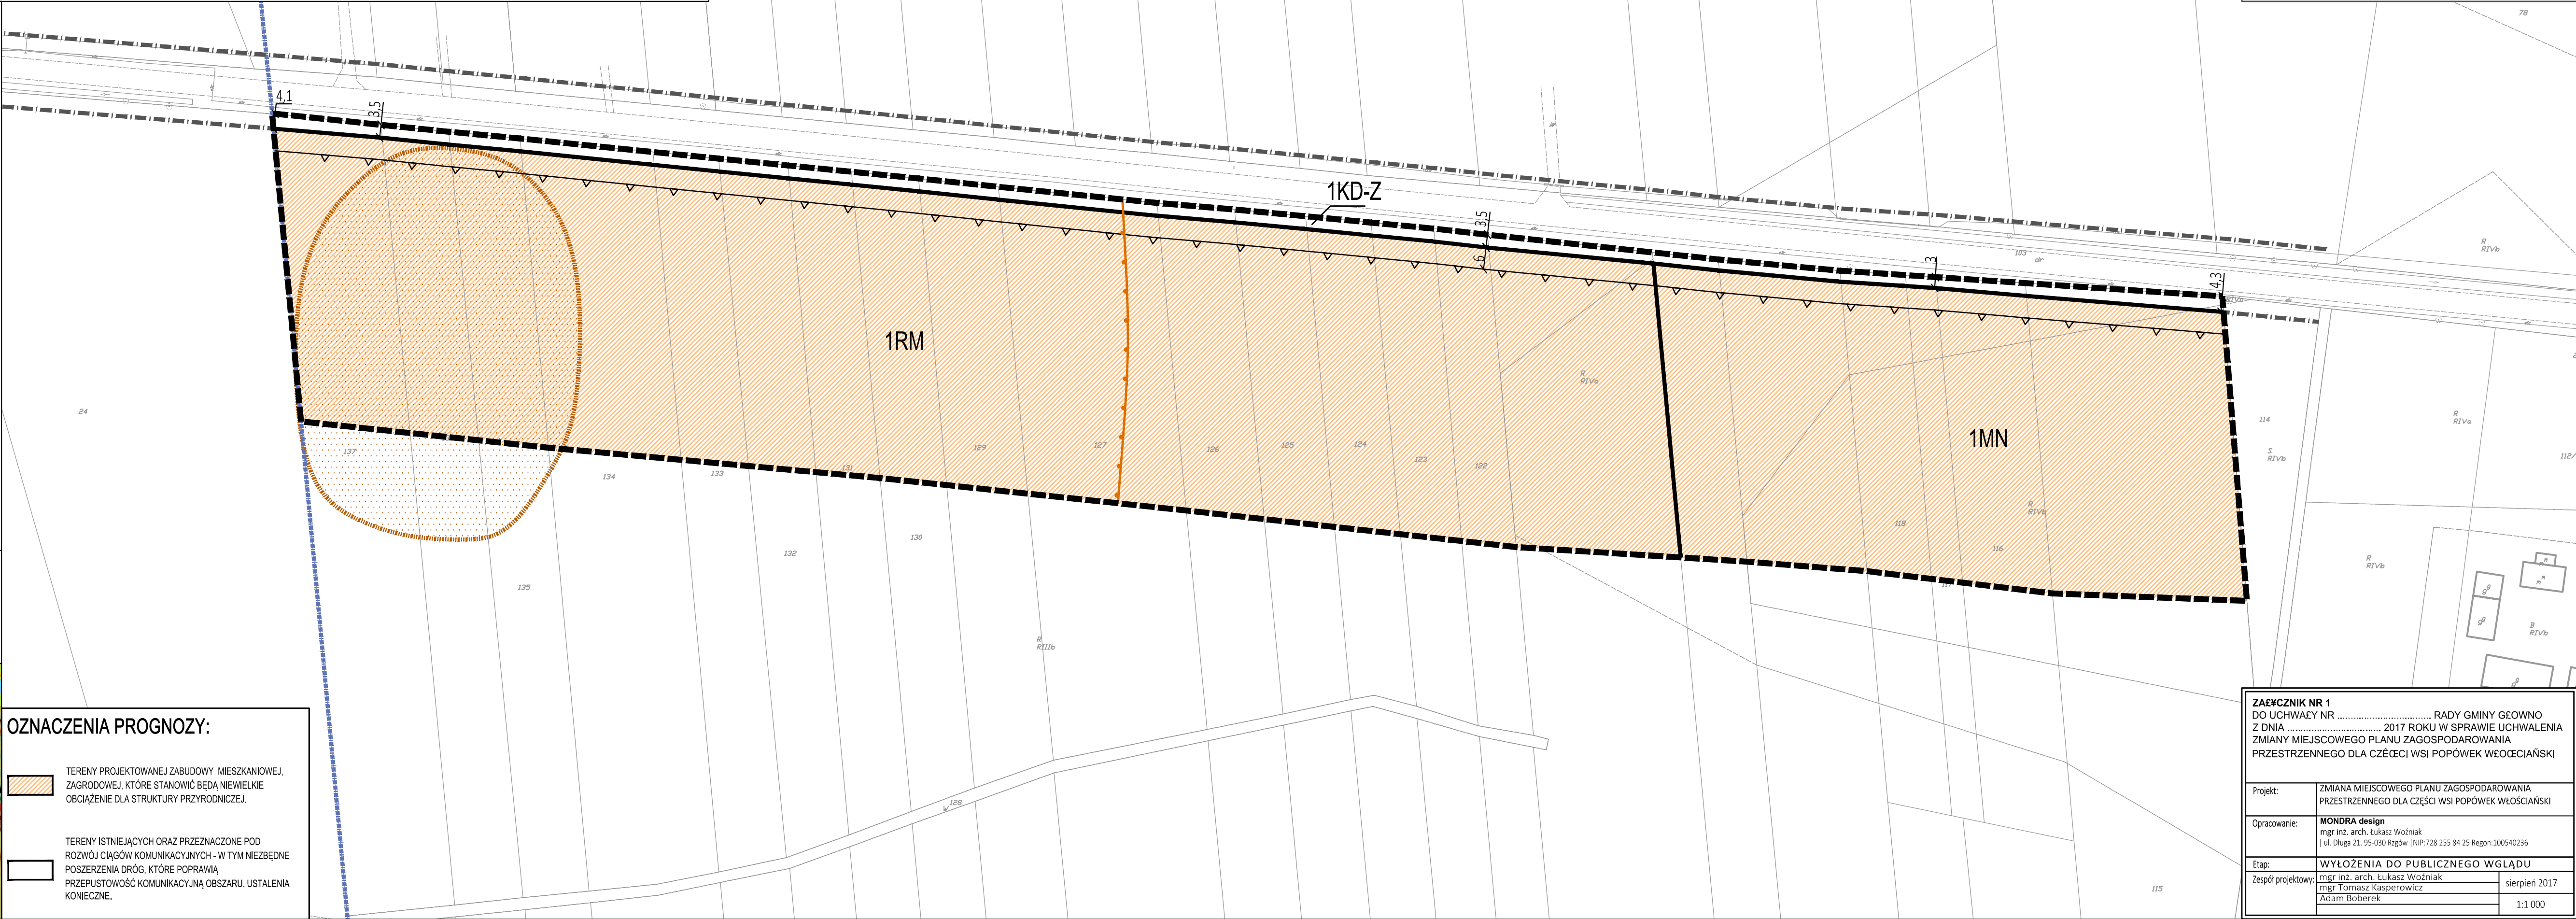 78
4,1
3,5
1KD-Z
3,5
6
3
4,3
103
dr
R
RIVb
RIVa
1RM
1MN
24
137
134
133
131
129
127
126
125
124
123
122
R
RIVa
118
R
RIVb
116
117
114
S
RIVb
R
RIVa
112/
R
RIVb
B
RIVb
m
m
m
g
g
g
135
132
130
R
RIIIb
W
128
115
OZNACZENIA PROGNOZY:
TERENY PROJEKTOWANEJ ZABUDOWY MIESZKANIOWEJ,
ZAGRODOWEJ, KTÓRE STANOWIĆ BĘDĄ NIEWIELKIE
OBCIĄŻENIE DLA STRUKTURY PRZYRODNICZEJ.
TERENY ISTNIEJĄCYCH ORAZ PRZEZNACZONE POD
ROZWÓJ CIĄGÓW KOMUNIKACYJNYCH - W TYM NIEZBĘDNE
POSZERZENIA DRÓG, KTÓRE POPRAWIĄ
PRZEPUSTOWOŚĆ KOMUNIKACYJNĄ OBSZARU. USTALENIA
KONIECZNE.
ZA£¥CZNIK NR 1
DO UCHWA£Y NR ................................. RADY GMINY G£OWNO
Z DNIA ................................. 2017 ROKU W SPRAWIE UCHWALENIA
ZMIANY MIEJSCOWEGO PLANU ZAGOSPODAROWANIA
PRZESTRZENNEGO DLA CZÊŒCI WSI POPÓWEK W£OŒCIAÑSKI
Projekt:
ZMIANA MIEJSCOWEGO PLANU ZAGOSPODAROWANIA
PRZESTRZENNEGO DLA CZĘŚCI WSI POPÓWEK WŁOŚCIAŃSKI
Opracowanie:
MONDRA design
mgr inż. arch. Łukasz Woźniak
| ul. Długa 21. 95-030 Rzgów |NIP:728 255 84 25 Regon:100540236
Etap:
WYŁOŻENIA DO PUBLICZNEGO WGLĄDU
Zespół projektowy:
mgr inż. arch. Łukasz Woźniak
mgr Tomasz Kasperowicz
Adam Boberek
sierpień 2017
1:1 000